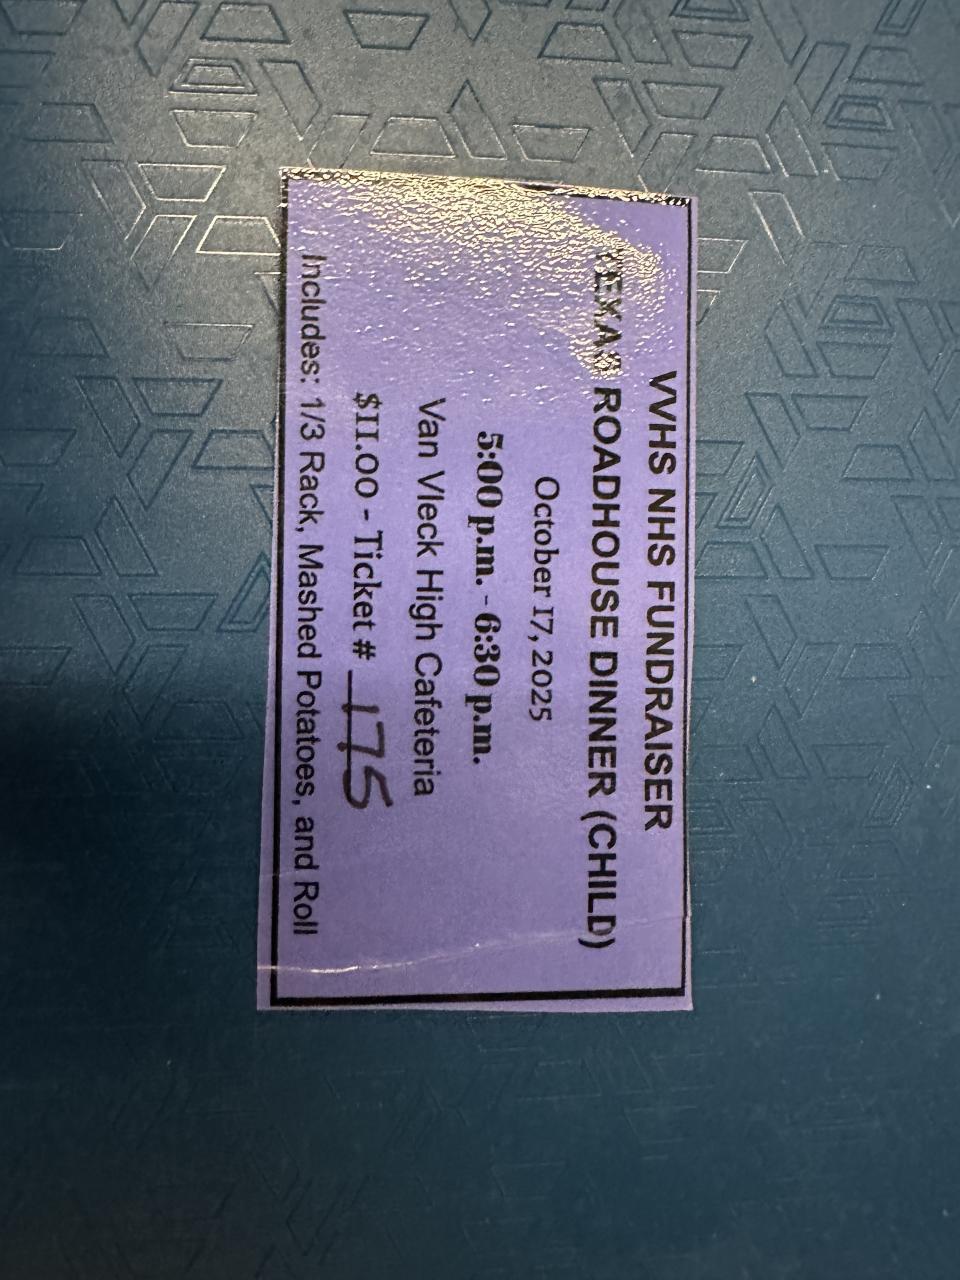 VVHS NHS FUNDRAISER
TEXAS ROADHOUSE DINNER (CHILD)
October 17, 2025
5:00 p.m. - 6:30 p.m.
Van Vleck High Cafeteria
$11.00 - Ticket # 175
Includes: 1/3 Rack, Mashed Potatoes, and Roll